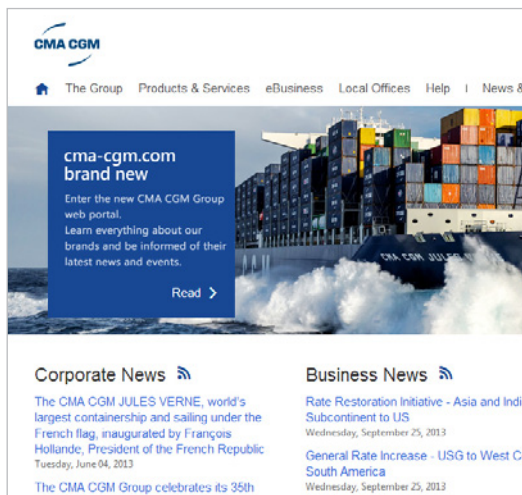 CMA CGM
The Group Products & Services eBusiness Local Offices Help | News &
cma-cgm.com
brand new
Enter the new CMA CGM Group
web portal.
Learn everything about our
brands and be informed of their
latest news and events.
Read >
CMA CGM JULES VERNE
CGM
Corporate News
The CMA CGM JULES VERNE, world's
largest containership and sailing under the
French flag, inaugurated by François
Hollande, President of the French Republic
Tuesday, June 04, 2013
The CMA CGM Group celebrates its 35th
Business News
Rate Restoration Initiative - Asia and Indi
Subcontinent to US
Wednesday, September 25, 2013
General Rate Increase - USG to West C
South America
Wednesday, September 25, 2013